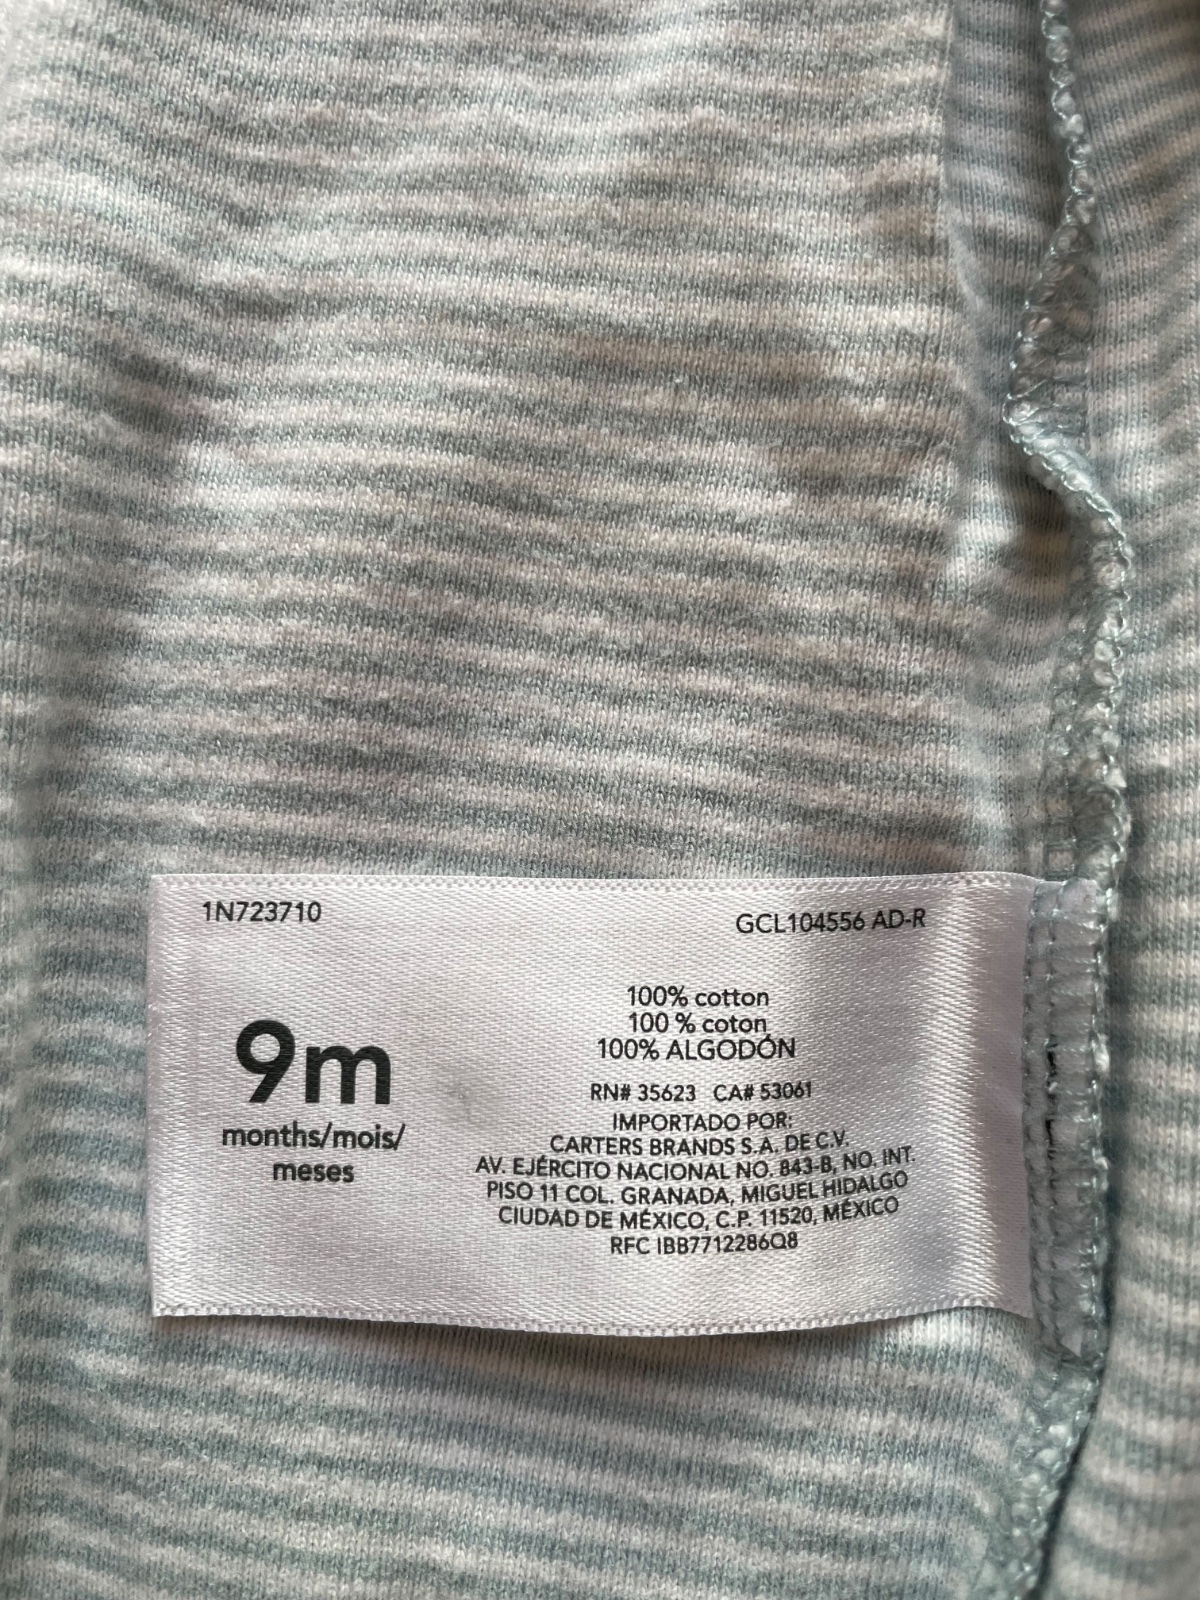 1N723710
GCL104556 AD-R
9m
months/mois/
meses
100% cotton
100 % coton
100% ALGODÓN
RN# 35623 CA# 53061
IMPORTADO POR:
CARTERS BRANDS S.A. DE C.V.
AV. EJÉRCITO NACIONAL NO. 843-B, NO. INT.
PISO 11 COL. GRANADA, MIGUEL HIDALGO
CIUDAD DE MÉXICO, C.P. 11520, MÉXICO
RFC IBB7712286Q8